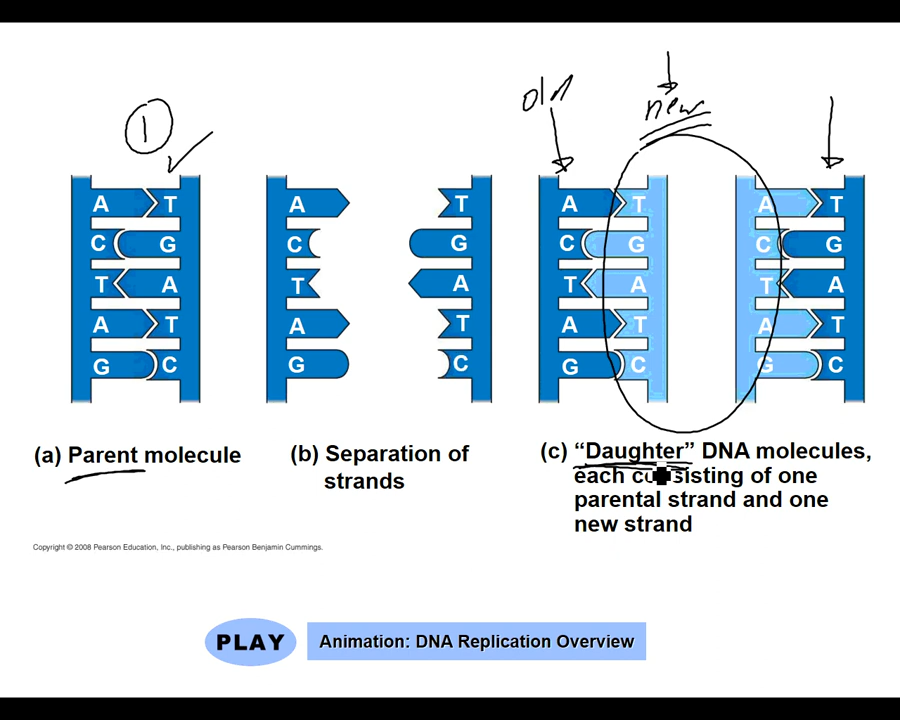 1
old
new
A T A T A T A T
C G C G C G C G
T A T A T A T A
A T A T A T A T
G C G C G C G C
(a) Parent molecule
(b) Separation of
strands
(c) “Daughter” DNA molecules,
each consisting of one
parental strand and one
new strand
Copyright © 2008 Pearson Education, Inc., publishing as Pearson Benjamin Cummings.
PLAY
Animation: DNA Replication Overview